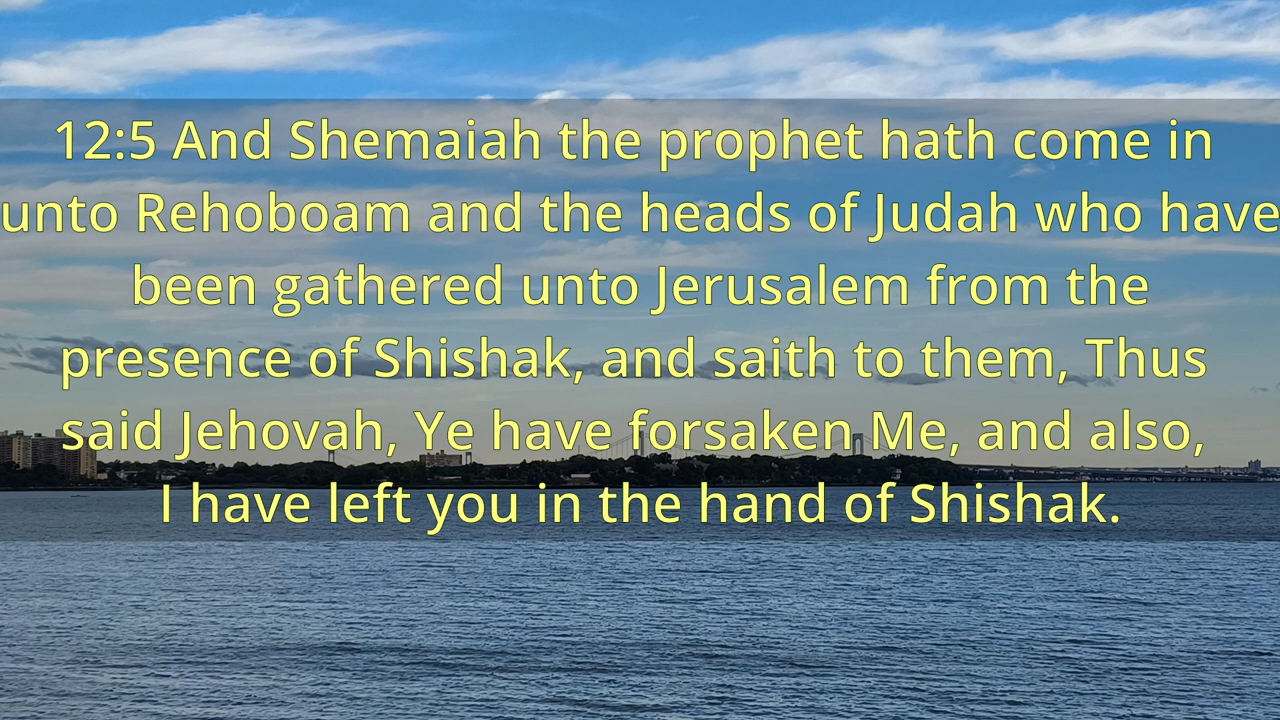 12:5 And Shemaiah the prophet hath come in
unto Rehoboam and the heads of Judah who have
been gathered unto Jerusalem from the
presence of Shishak, and saith to them, Thus
said Jehovah, Ye have forsaken Me, and also,
I have left you in the hand of Shishak.